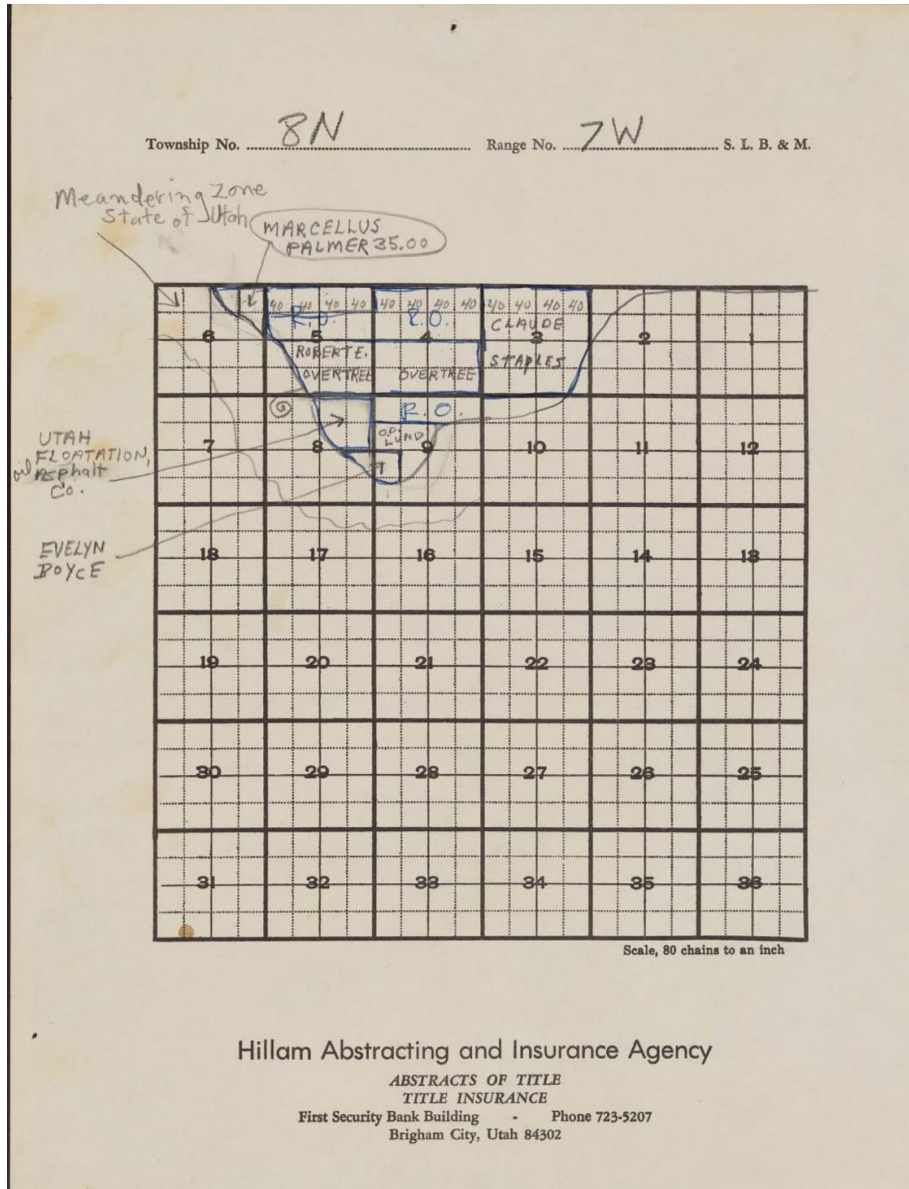 Township No. 8N Range No. 7W S. L. B. & M.
Meandering Zone
State of Utah
MARCELLUS
PALMER 35.00
40 40 40 40 40 40 40 40 40 40 40 40
R.O. R.O. CLAUDE
6 5 4 3 2 1
ROBERT E.
OVERTREE OVERTREE STAPLES
R.O.
O.D.
LUND
7 8 9 10 11 12
UTAH
FLOATATION,
and Asphalt
Co.
EVELYN
BOYCE
18 17 16 15 14 13
19 20 21 22 23 24
30 29 28 27 26 25
31 32 33 34 35 36
Scale, 80 chains to an inch
Hillam Abstracting and Insurance Agency
ABSTRACTS OF TITLE
TITLE INSURANCE
First Security Bank Building - Phone 723-5207
Brigham City, Utah 84302